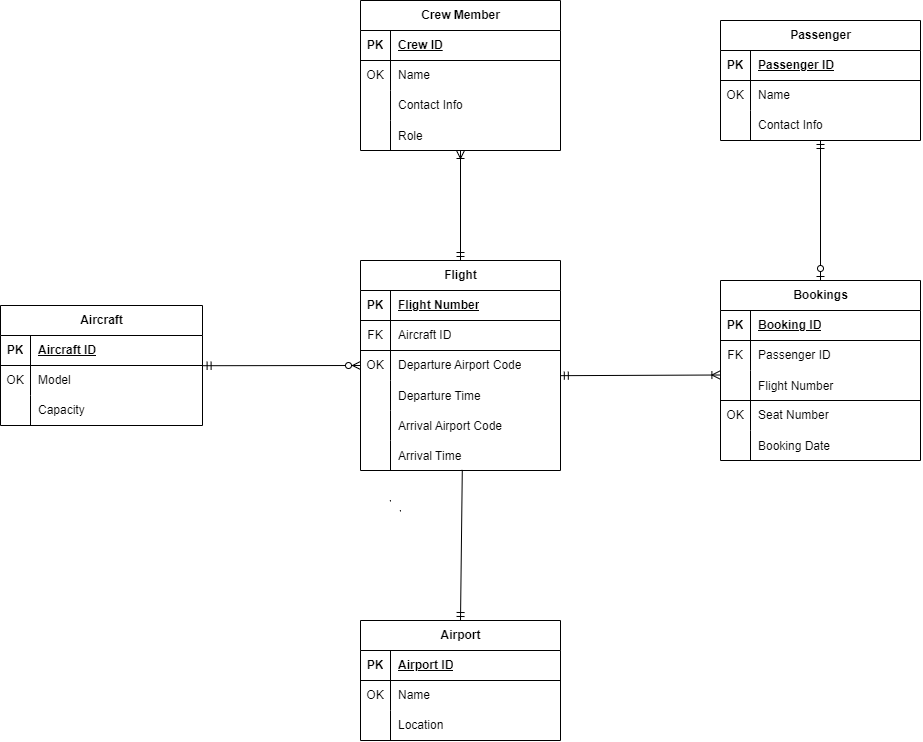 Crew Member
PK Crew ID
OK Name
Contact Info
Role
Passenger
PK Passenger ID
OK Name
Contact Info
Flight
PK Flight Number
FK Aircraft ID
OK Departure Airport Code
Departure Time
Arrival Airport Code
Arrival Time
Aircraft
PK Aircraft ID
OK Model
Capacity
Bookings
PK Booking ID
FK Passenger ID
Flight Number
OK Seat Number
Booking Date
Airport
PK Airport ID
OK Name
Location